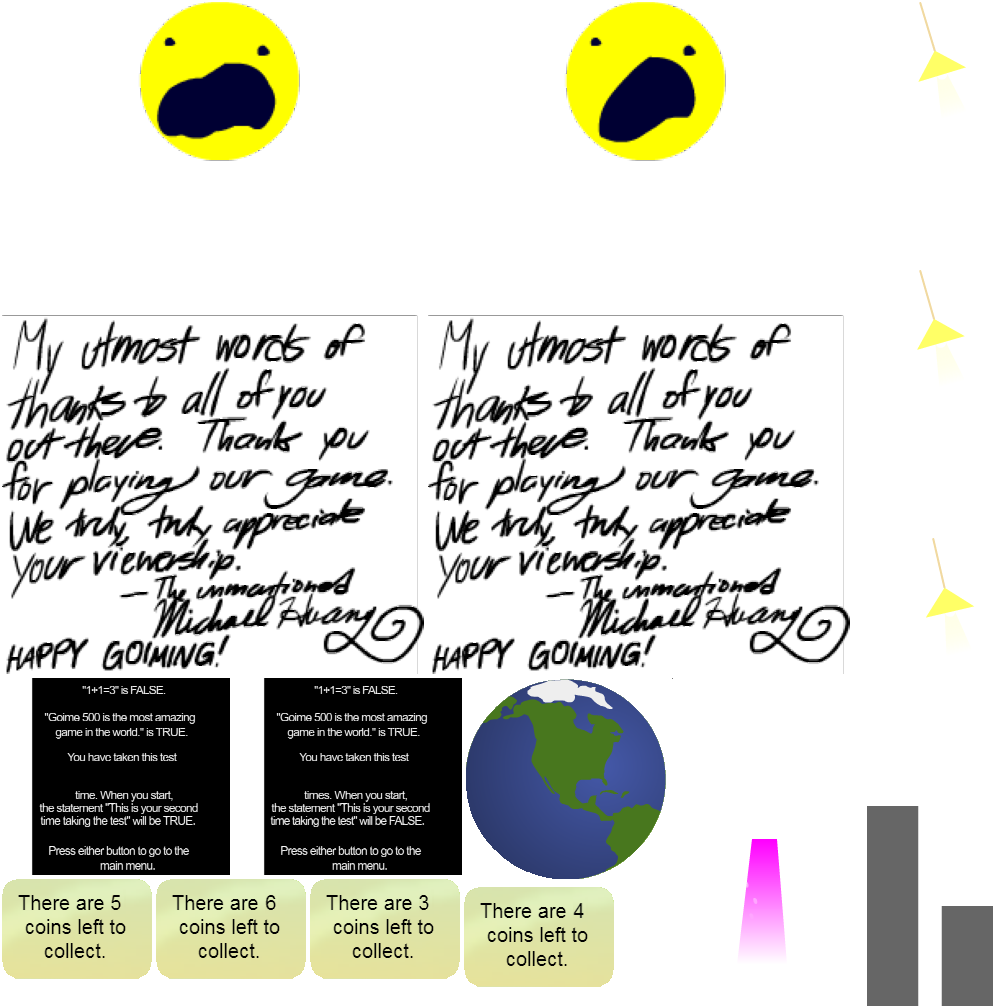 My utmost words of
thanks to all of you
out there. Thanks you
for playing our game.
We truly, truly appreciate
your viewership.
— The unmentioned
Michael Huang
HAPPY GOIMING!
My utmost words of
thanks to all of you
out there. Thanks you
for playing our game.
We truly, truly appreciate
your viewership.
— The unmentioned
Michael Huang
HAPPY GOIMING!
"1+1=3" is FALSE.
"Goime 500 is the most amazing
game in the world." is TRUE.
You have taken this test
time. When you start,
the statement "This is your second
time taking the test" will be TRUE.
Press either button to go to the
main menu.
"1+1=3" is FALSE.
"Goime 500 is the most amazing
game in the world." is TRUE.
You have taken this test
times. When you start,
the statement "This is your second
time taking the test" will be FALSE.
Press either button to go to the
main menu.
There are 5
coins left to
collect.
There are 6
coins left to
collect.
There are 3
coins left to
collect.
There are 4
coins left to
collect.